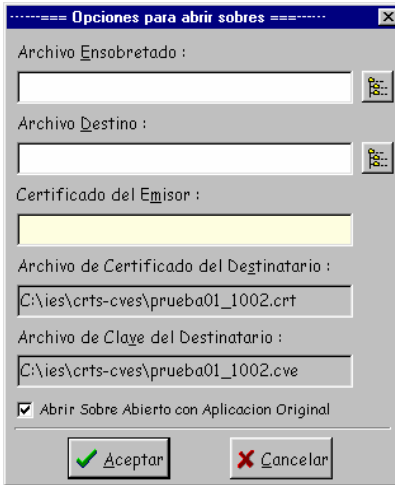 ------=== Opciones para abrir sobres ===------
Archivo Ensobretado :
Archivo Destino :
Certificado del Emisor :
Archivo de Certificado del Destinatario :
C:\ies\crts-cves\prueba01_1002.crt
Archivo de Clave del Destinatario :
C:\ies\crts-cves\prueba01_1002.cve
Abrir Sobre Abierto con Aplicacion Original
Aceptar Cancelar